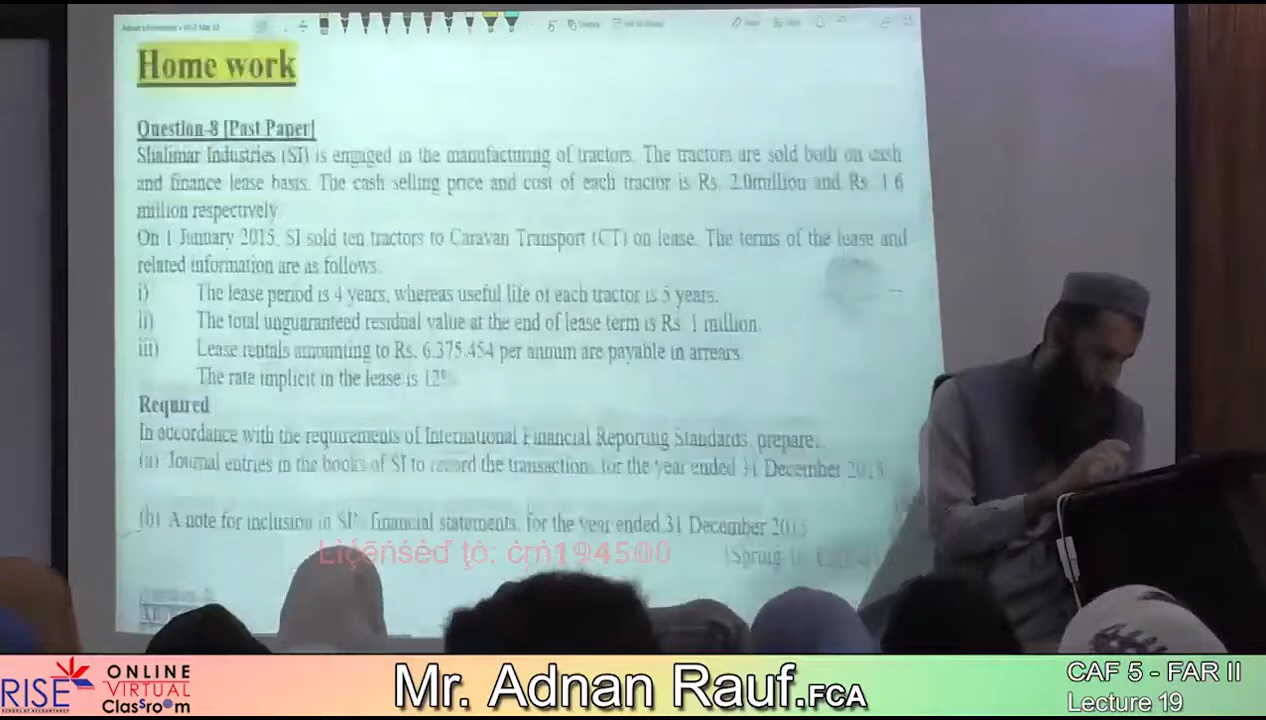 Home work
Question-8 [Past Paper]
Shalimar Industries (SI) is engaged in the manufacturing of tractors. The tractors are sold both on cash
and finance lease basis. The cash selling price and cost of each tractor is Rs. 2.0million and Rs. 1.6
million respectively
On 1 January 2015, SI sold ten tractors to Caravan Transport (CT) on lease. The terms of the lease and
related information are as follows.
i) The lease period is 4 years, whereas useful life of each tractor is 5 years.
ii) The total unguaranteed residual value at the end of lease term is Rs. 1 million.
iii) Lease rentals amounting to Rs. 6,375,454 per annum are payable in arrears.
The rate implicit in the lease is 12%
Required
In accordance with the requirements of International Financial Reporting Standards, prepare.
(a) Journal entries in the books of SI to record the transactions for the year ended 31 December 2015
(b) A note for inclusion in SI's financial statements, for the year ended 31 December 2015
Ŀiçēnsėď ţo: ċṁ194500
RISE
ONLINE
VIRTUAL
Classroom
Mr. Adnan Rauf.FCA
CAF 5 - FAR II
Lecture 19